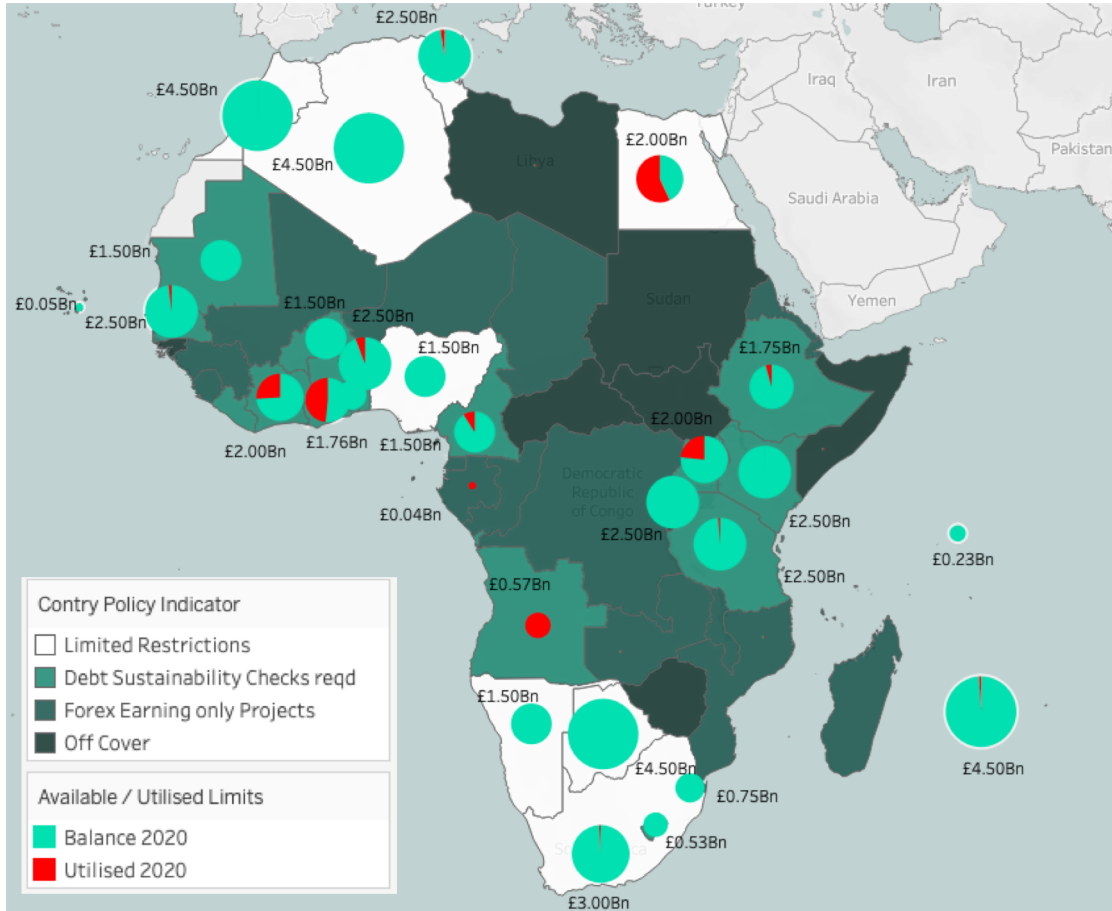 Turkey
£2.50Bn
Iraq
Iran
£4.50Bn
£4.50Bn
Libya
£2.00Bn
Pakistan
Saudi Arabia
£1.50Bn
£0.05Bn
£2.50Bn
£1.50Bn
£2.50Bn
Sudan
Yemen
£1.50Bn
£1.75Bn
£2.00Bn
£1.76Bn
£1.50Bn
£2.00Bn
£0.04Bn
Democratic
Republic
of Congo
£2.50Bn
£2.50Bn
£0.23Bn
£2.50Bn
£0.57Bn
£1.50Bn
£4.50Bn
£0.75Bn
£4.50Bn
£0.53Bn
£3.00Bn
Contry Policy Indicator
Limited Restrictions
Debt Sustainability Checks reqd
Forex Earning only Projects
Off Cover
Available / Utilised Limits
Balance 2020
Utilised 2020